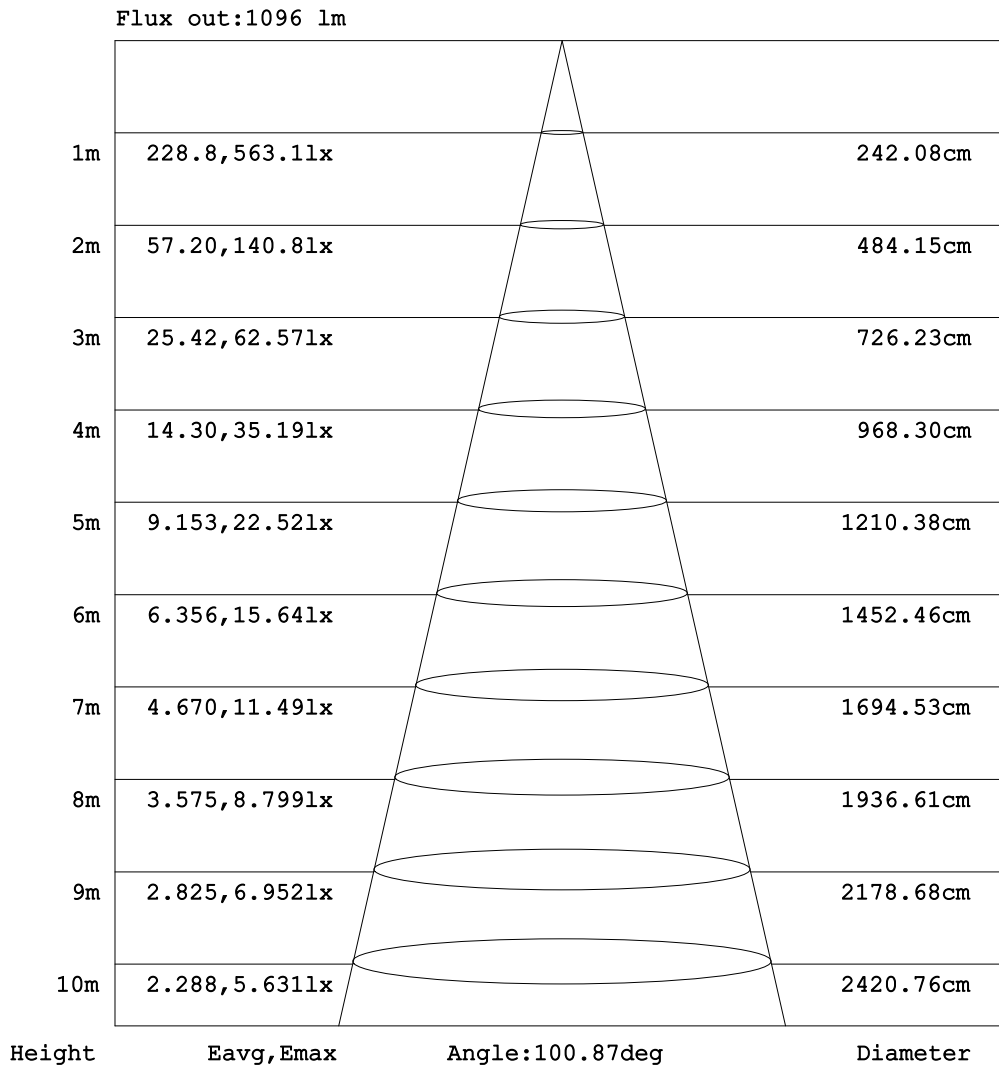 Flux out:1096 lm
1m 228.8,563.1lx 242.08cm
2m 57.20,140.8lx 484.15cm
3m 25.42,62.57lx 726.23cm
4m 14.30,35.19lx 968.30cm
5m 9.153,22.52lx 1210.38cm
6m 6.356,15.64lx 1452.46cm
7m 4.670,11.49lx 1694.53cm
8m 3.575,8.799lx 1936.61cm
9m 2.825,6.952lx 2178.68cm
10m 2.288,5.631lx 2420.76cm
Height Eavg,Emax Angle:100.87deg Diameter